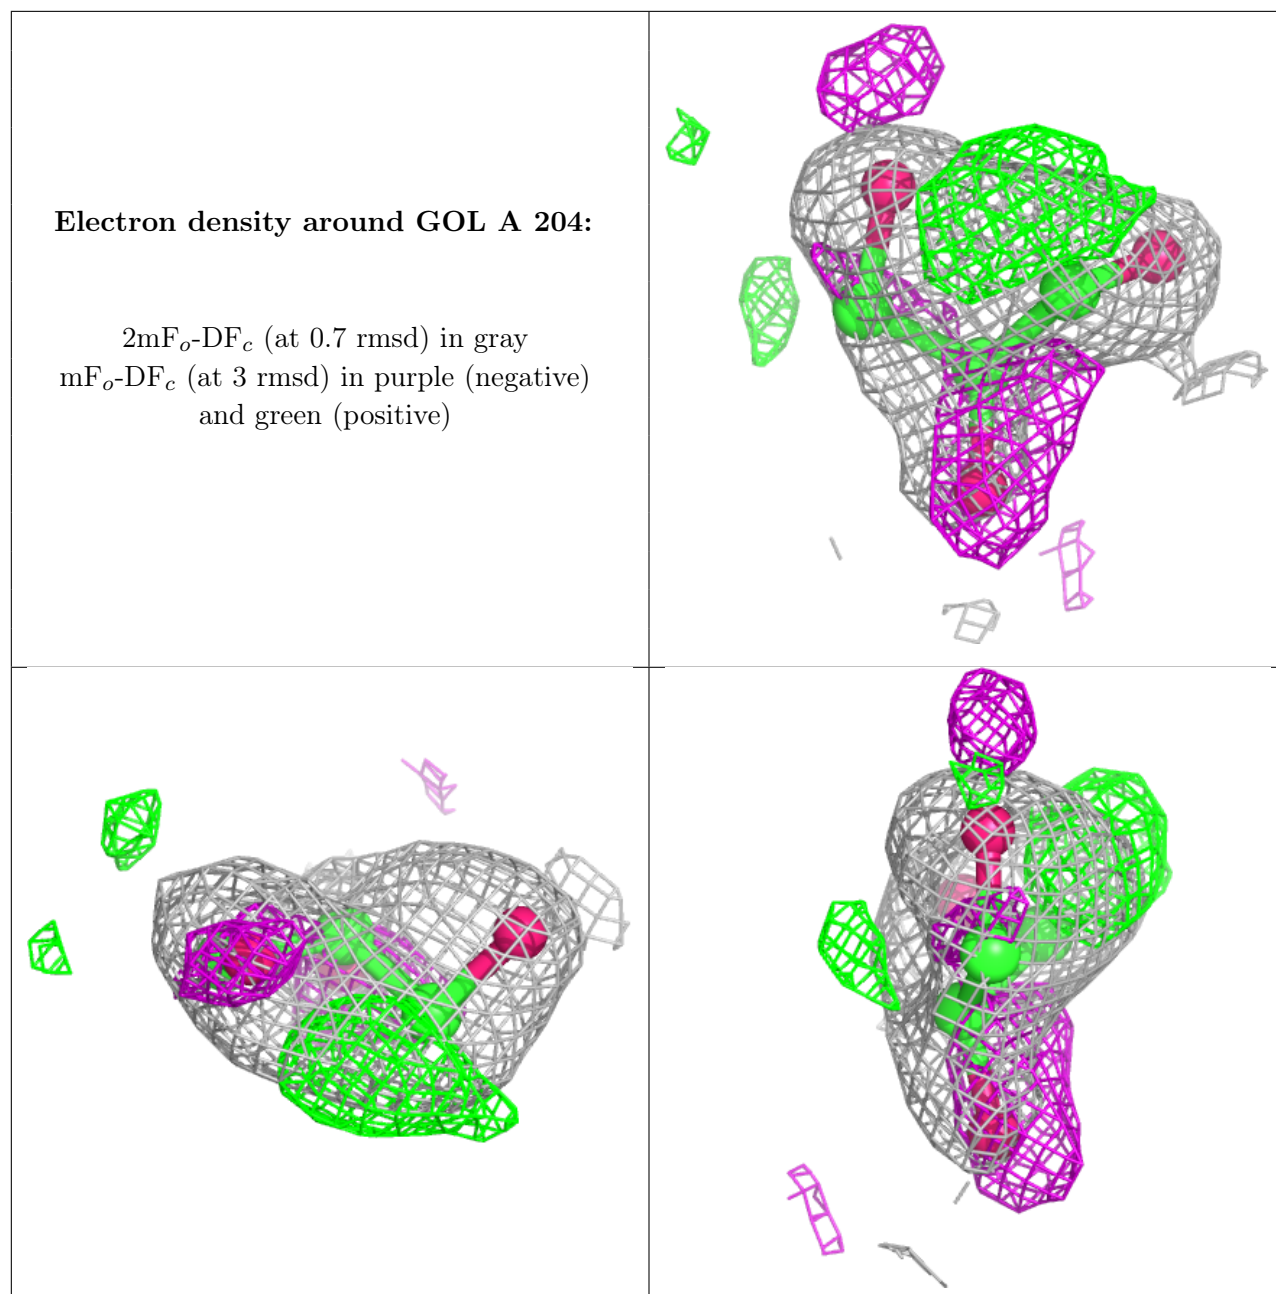 Electron density around GOL A 204:
2mFo-DFc (at 0.7 rmsd) in gray
mFo-DFc (at 3 rmsd) in purple (negative)
and green (positive)